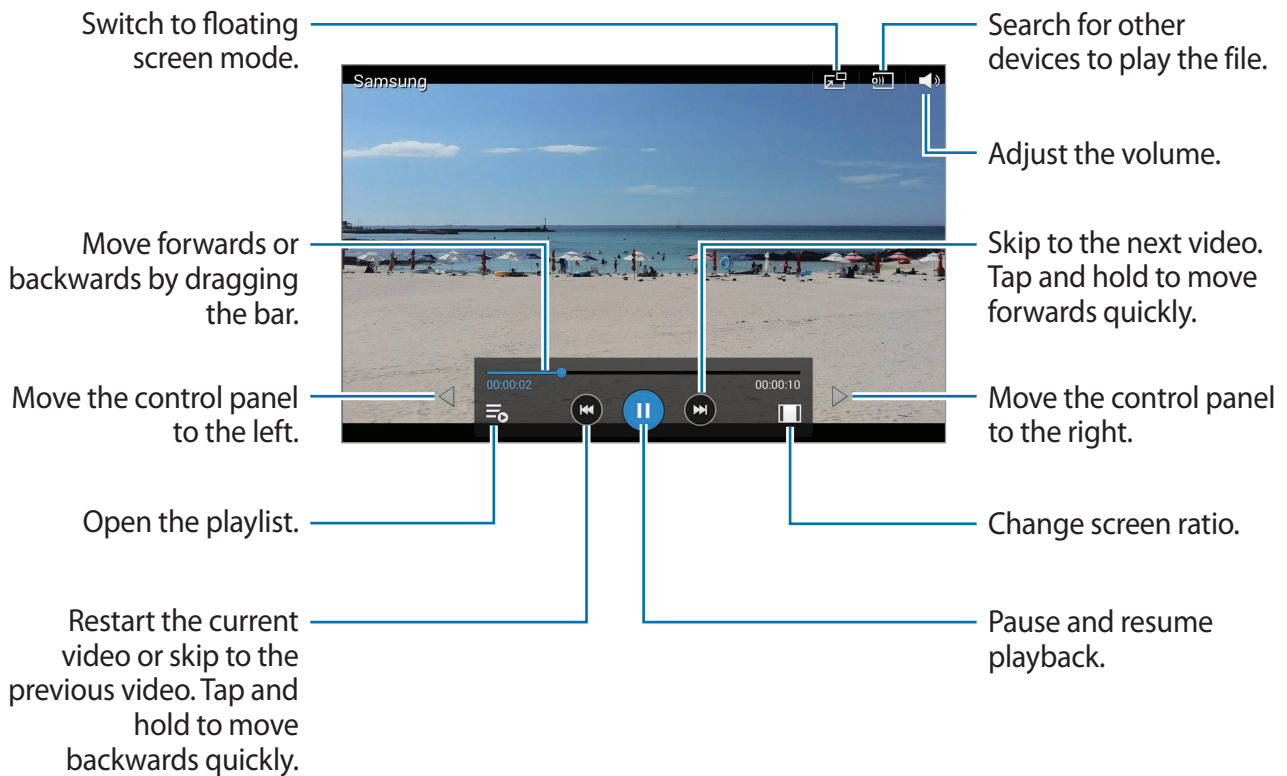 Switch to floating
screen mode.
Search for other
devices to play the file.
Samsung
Adjust the volume.
Move forwards or
backwards by dragging
the bar.
Skip to the next video.
Tap and hold to move
forwards quickly.
00:00:02
00:00:10
Move the control panel
to the left.
Move the control panel
to the right.
Open the playlist.
Change screen ratio.
Restart the current
video or skip to the
previous video. Tap and
hold to move
backwards quickly.
Pause and resume
playback.